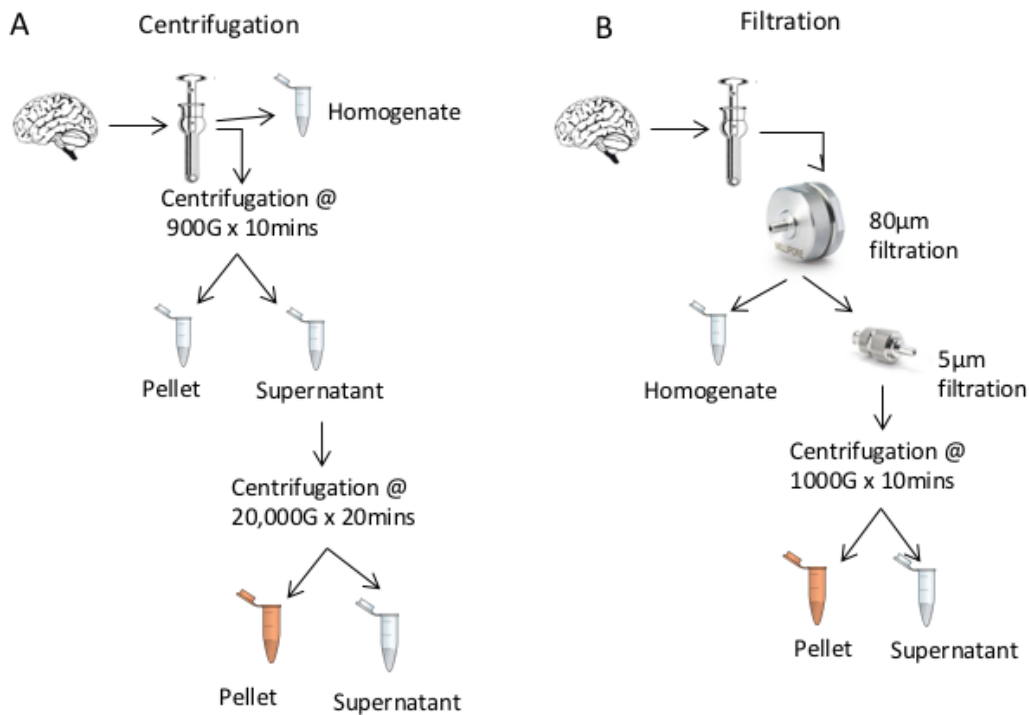 A
Centrifugation
Homogenate
Centrifugation @
900G x 10mins
Pellet
Supernatant
Centrifugation @
20,000G x 20mins
Pellet
Supernatant
B
Filtration
MILLIPORE
80µm
filtration
Homogenate
5µm
filtration
Centrifugation @
1000G x 10mins
Pellet
Supernatant